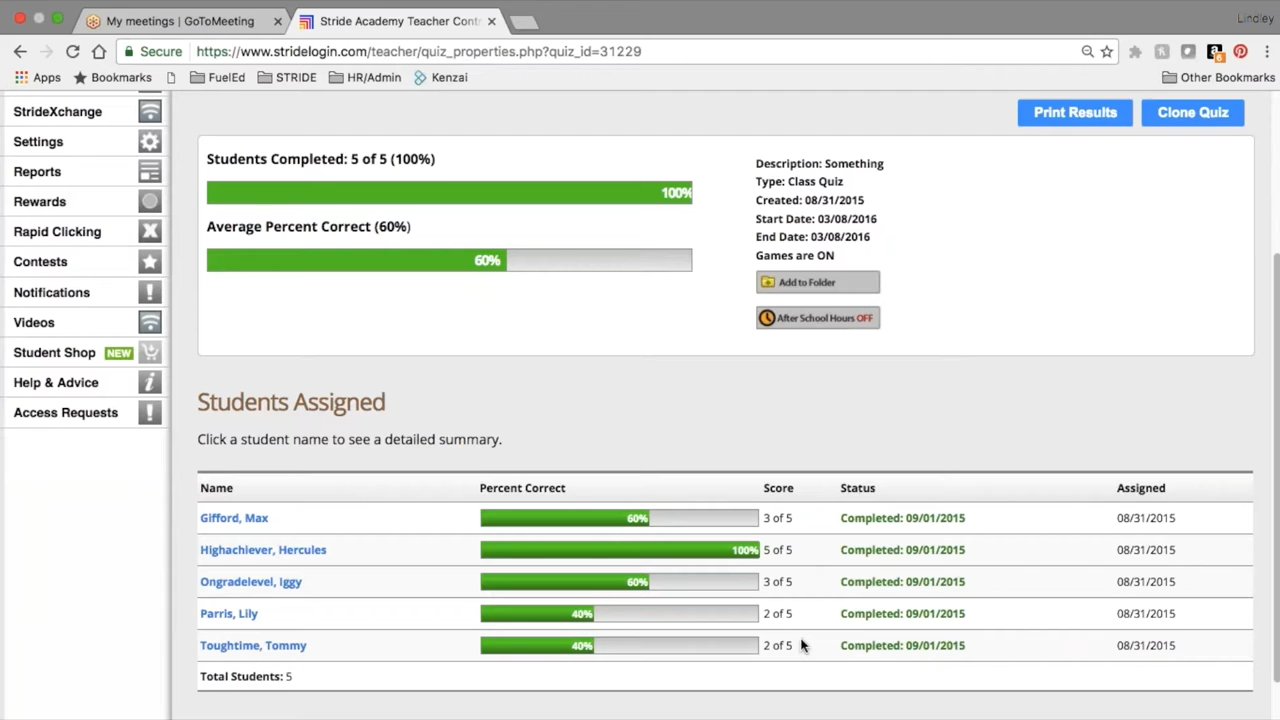 My meetings | GoToMeeting
Stride Academy Teacher Contr
Lindley
Secure https://www.stridelogin.com/teacher/quiz_properties.php?quiz_id=31229
Apps Bookmarks FuelEd STRIDE HR/Admin Kenzai Other Bookmarks
StrideXchange
Settings
Reports
Rewards
Rapid Clicking
Contests
Notifications
Videos
Student Shop NEW
Help & Advice
Access Requests
Print Results Clone Quiz
Students Completed: 5 of 5 (100%)
100%
Average Percent Correct (60%)
60%
Description: Something
Type: Class Quiz
Created: 08/31/2015
Start Date: 03/08/2016
End Date: 03/08/2016
Games are ON
Add to Folder
After School Hours OFF
Students Assigned
Click a student name to see a detailed summary.
Name Percent Correct Score Status Assigned
Gifford, Max 60% 3 of 5 Completed: 09/01/2015 08/31/2015
Highachiever, Hercules 100% 5 of 5 Completed: 09/01/2015 08/31/2015
Ongradelevel, Iggy 60% 3 of 5 Completed: 09/01/2015 08/31/2015
Parris, Lily 40% 2 of 5 Completed: 09/01/2015 08/31/2015
Toughtime, Tommy 40% 2 of 5 Completed: 09/01/2015 08/31/2015
Total Students: 5